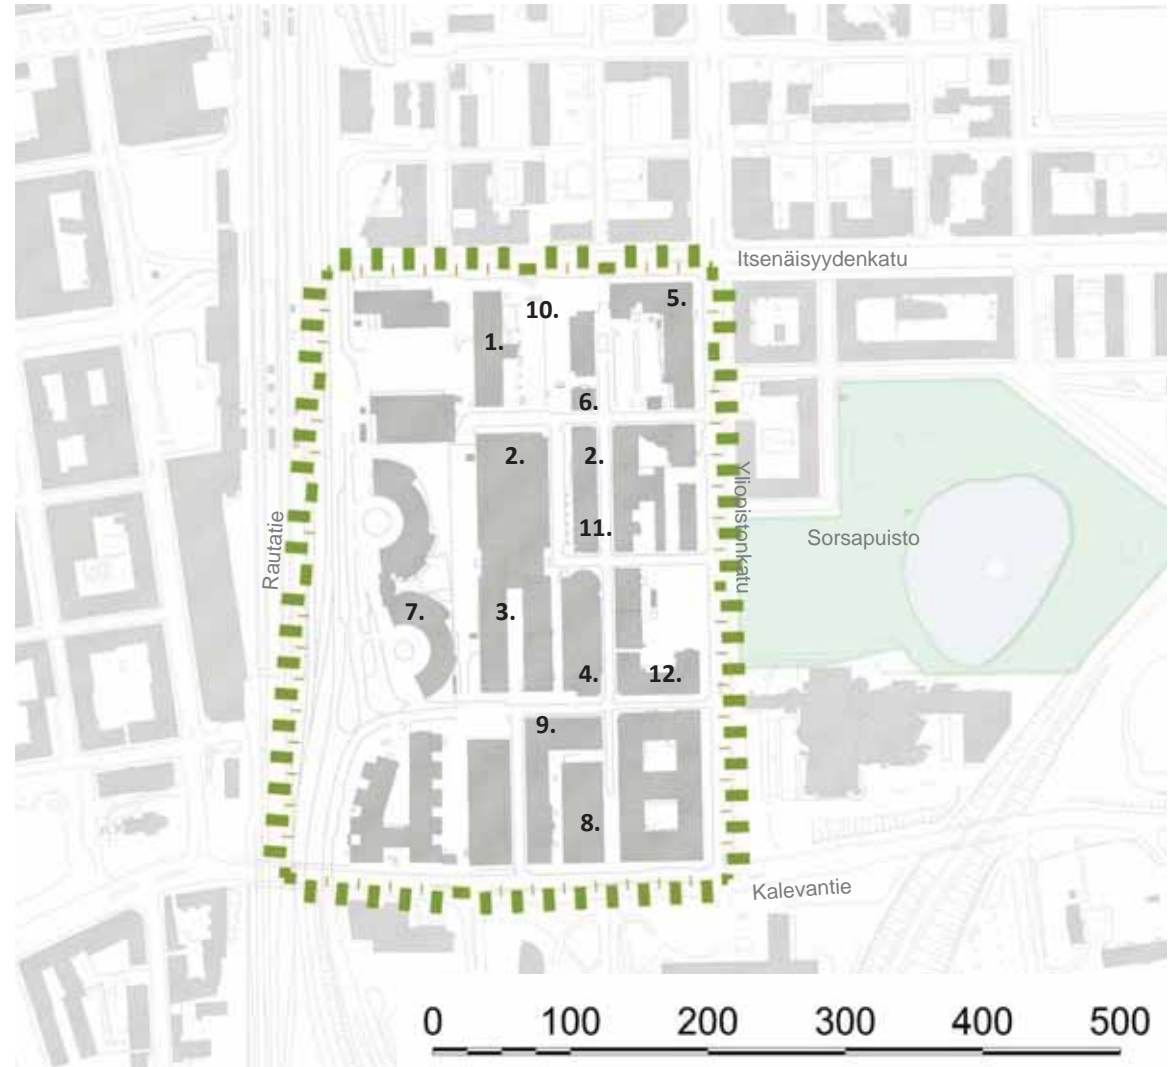 Itsenäisyydenkatu
5.
10.
1.
6.
2.
2.
Yliopistonkatu
11.
Sorsapuisto
Rautatie
7.
3.
4.
12.
9.
8.
Kalevantie
0 100 200 300 400 500